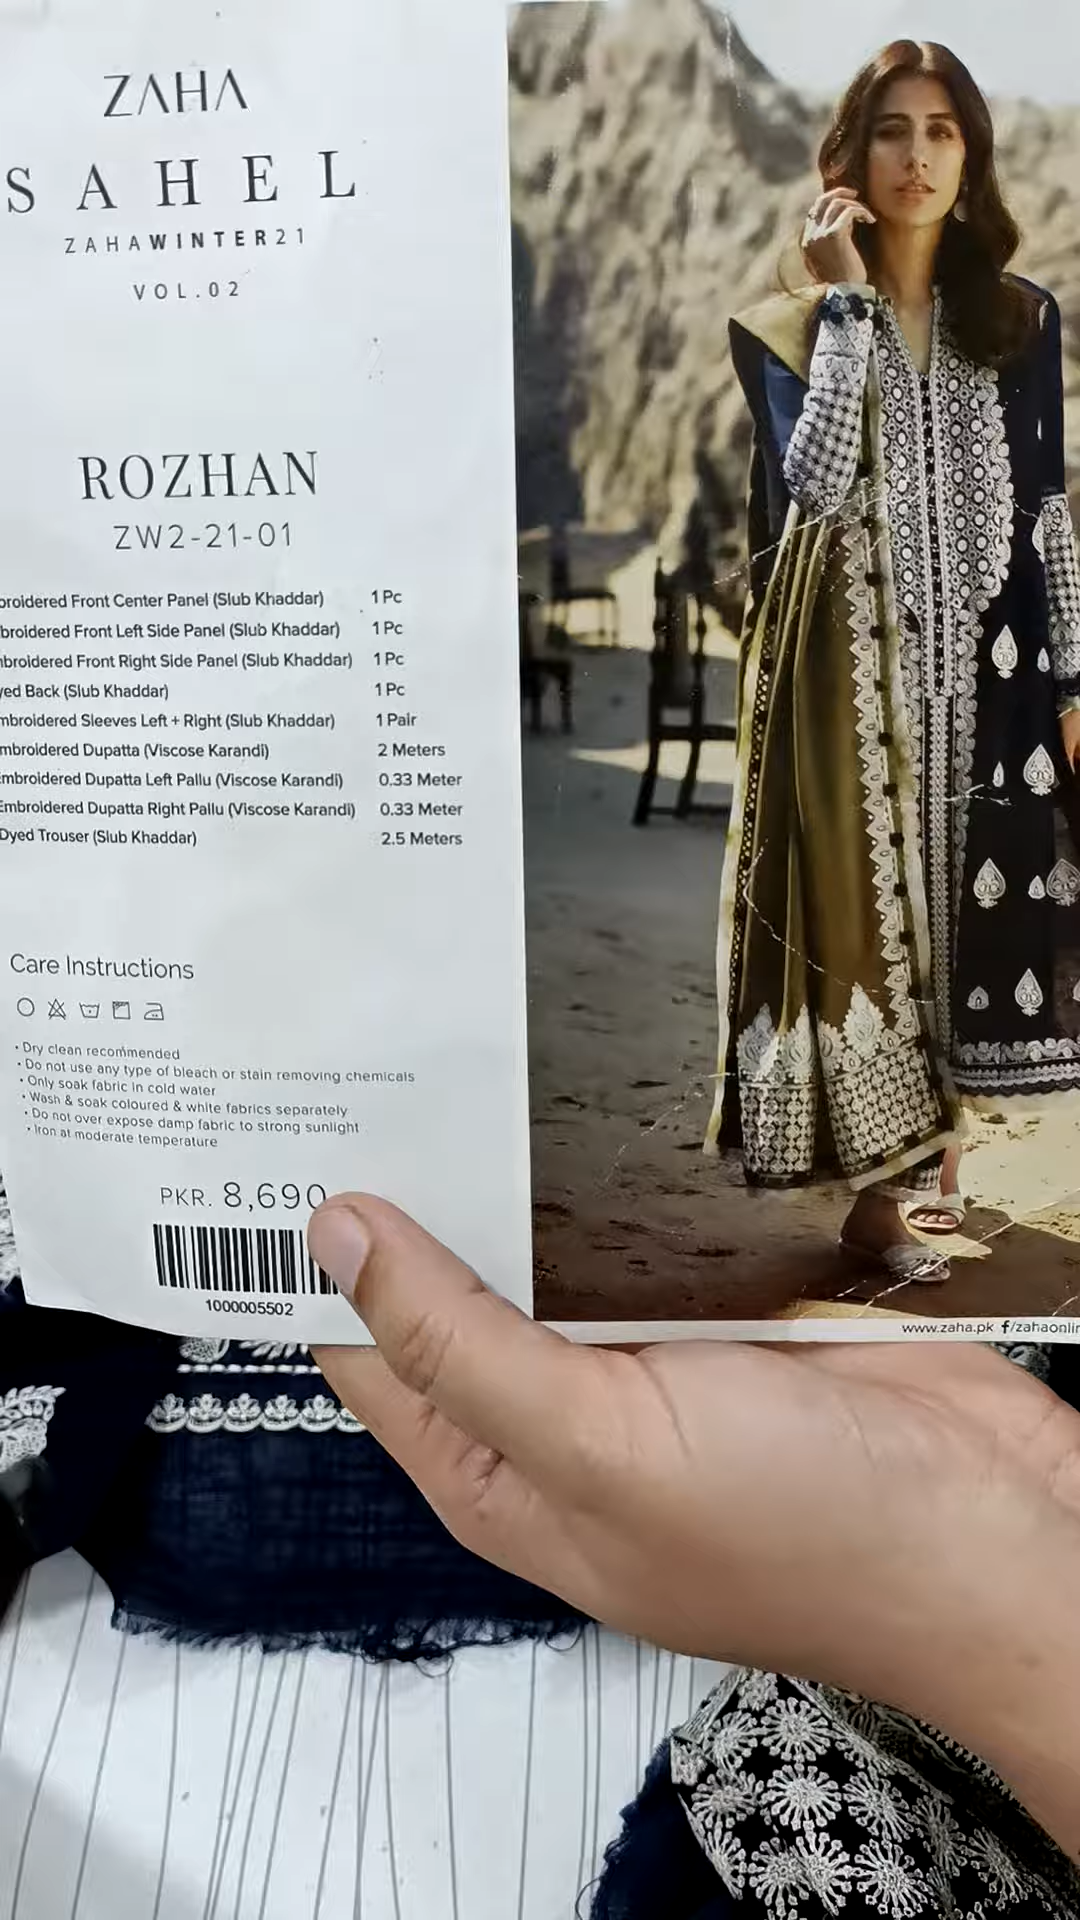 ZAHA
SAHEL
ZAHAWINTER21
VOL.02
ROZHAN
ZW2-21-01
broidered Front Center Panel (Slub Khaddar) 1 Pc
broidered Front Left Side Panel (Slub Khaddar) 1 Pc
mbroidered Front Right Side Panel (Slub Khaddar) 1 Pc
yed Back (Slub Khaddar) 1 Pc
mbroidered Sleeves Left + Right (Slub Khaddar) 1 Pair
mbroidered Dupatta (Viscose Karandi) 2 Meters
Embroidered Dupatta Left Pallu (Viscose Karandi) 0.33 Meter
Embroidered Dupatta Right Pallu (Viscose Karandi) 0.33 Meter
Dyed Trouser (Slub Khaddar) 2.5 Meters
Care Instructions
• Dry clean recommended
• Do not use any type of bleach or stain removing chemicals
• Only soak fabric in cold water
• Wash & soak coloured & white fabrics separately
• Do not over expose damp fabric to strong sunlight
• Iron at moderate temperature
PKR. 8,690
1000005502
www.zaha.pk f/zahaonlin